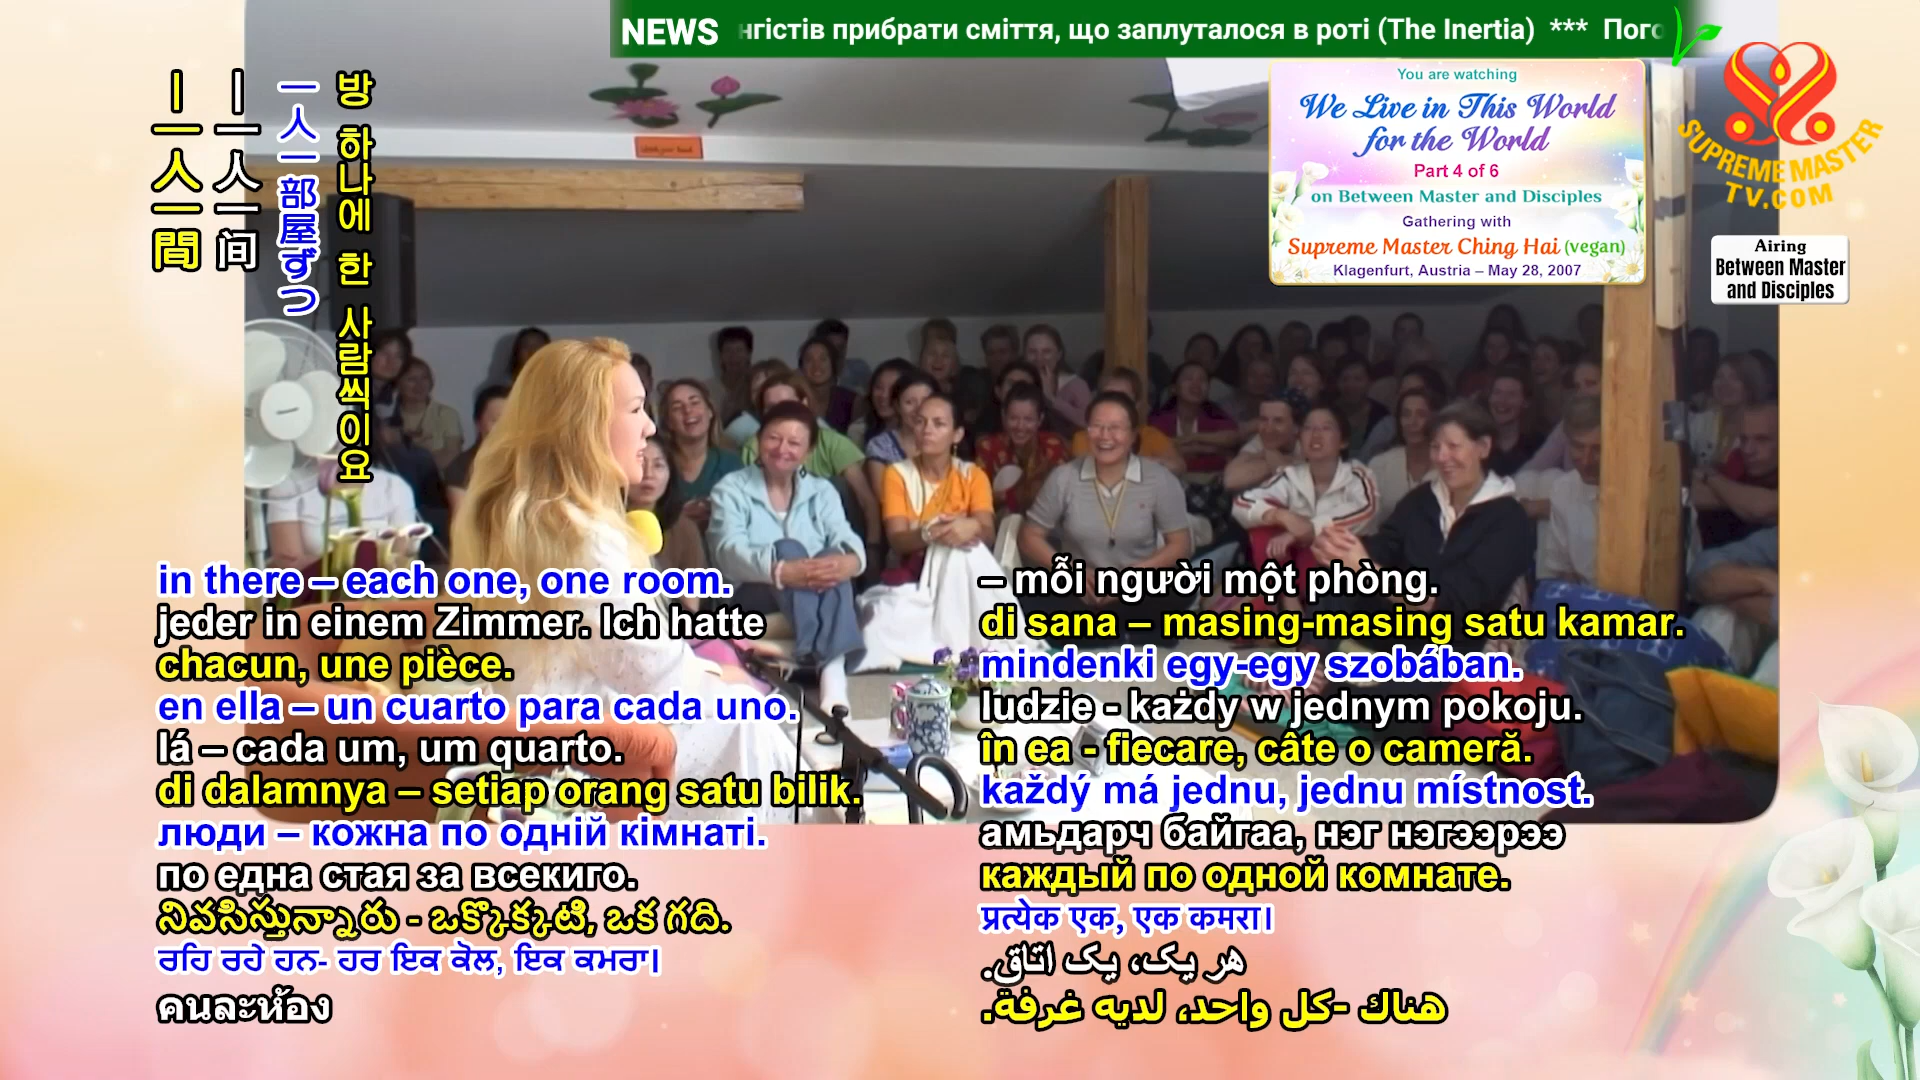 NEWS
нгістів прибрати сміття, що заплуталося в роті (The Inertia) *** Пого
You are watching
We Live in This World
for the World
Part 4 of 6
on Between Master and Disciples
Gathering with
Supreme Master Ching Hai (vegan)
Klagenfurt, Austria – May 28, 2007
SUPREME MASTER
TV.COM
Airing
Between Master
and Disciples
｜一人一間
｜一人一间
一人一部屋ずつ
방 하나에 한 사람씩이요
in there – each one, one room.
jeder in einem Zimmer. Ich hatte
chacun, une pièce.
en ella – un cuarto para cada uno.
lá – cada um, um quarto.
di dalamnya – setiap orang satu bilik.
люди – кожна по одній кімнаті.
по една стая за всекиго.
నివసిస్తున్నారు - ఒక్కొక్కటి, ఒక గది.
ਰਹਿ ਰਹੇ ਹਨ- ਹਰ ਇਕ ਕੋਲ, ਇਕ ਕਮਰਾ।
คนละห้อง
– mỗi người một phòng.
di sana – masing-masing satu kamar.
mindenki egy-egy szobában.
ludzie - każdy w jednym pokoju.
în ea - fiecare, câte o cameră.
každý má jednu, jednu místnost.
амьдарч байгаа, нэг нэгээрээ
каждый по одной комнате.
प्रत्येक एक, एक कमरा।
هر یک، یک اتاق.
هناك -كل واحد، لديه غرفة.